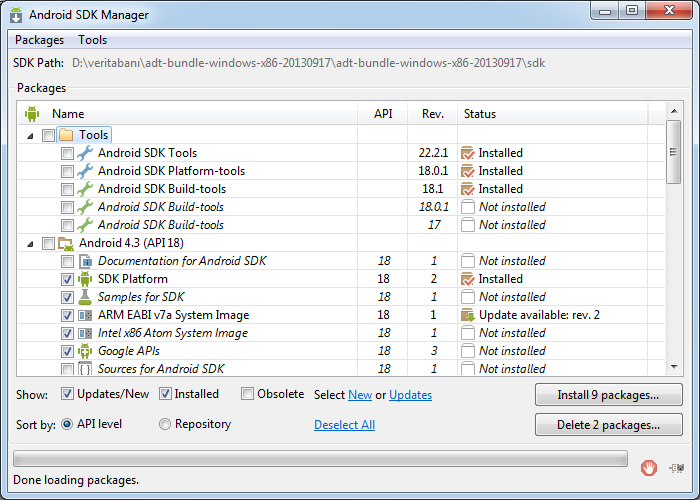 Android SDK Manager
Packages Tools
SDK Path: D:\veritabanı\adt-bundle-windows-x86-20130917\adt-bundle-windows-x86-20130917\sdk
Packages
Name API Rev. Status
Tools
Android SDK Tools 22.2.1 Installed
Android SDK Platform-tools 18.0.1 Installed
Android SDK Build-tools 18.1 Installed
Android SDK Build-tools 18.0.1 Not installed
Android SDK Build-tools 17 Not installed
Android 4.3 (API 18)
Documentation for Android SDK 18 1 Not installed
SDK Platform 18 2 Installed
Samples for SDK 18 1 Not installed
ARM EABI v7a System Image 18 1 Update available: rev. 2
Intel x86 Atom System Image 18 1 Not installed
Google APIs 18 3 Not installed
Sources for Android SDK 18 1 Not installed
Show: Updates/New Installed Obsolete Select New or Updates Install 9 packages...
Sort by: API level Repository Deselect All Delete 2 packages...
Done loading packages.